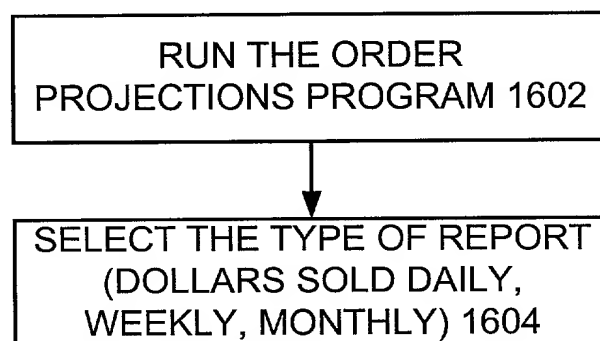 RUN THE ORDER
PROJECTIONS PROGRAM 1602
SELECT THE TYPE OF REPORT
(DOLLARS SOLD DAILY,
WEEKLY, MONTHLY) 1604